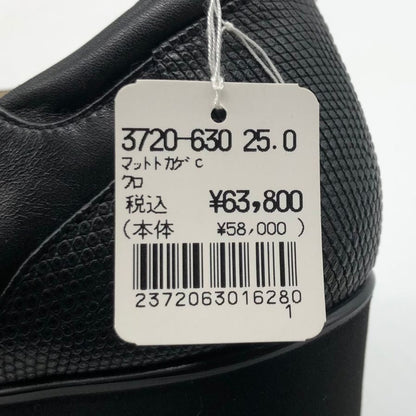 3720-630 25.0
マットトカゲ c
クロ
税込 ¥63,800
(本体 ¥58,000 )
2372063016280
1